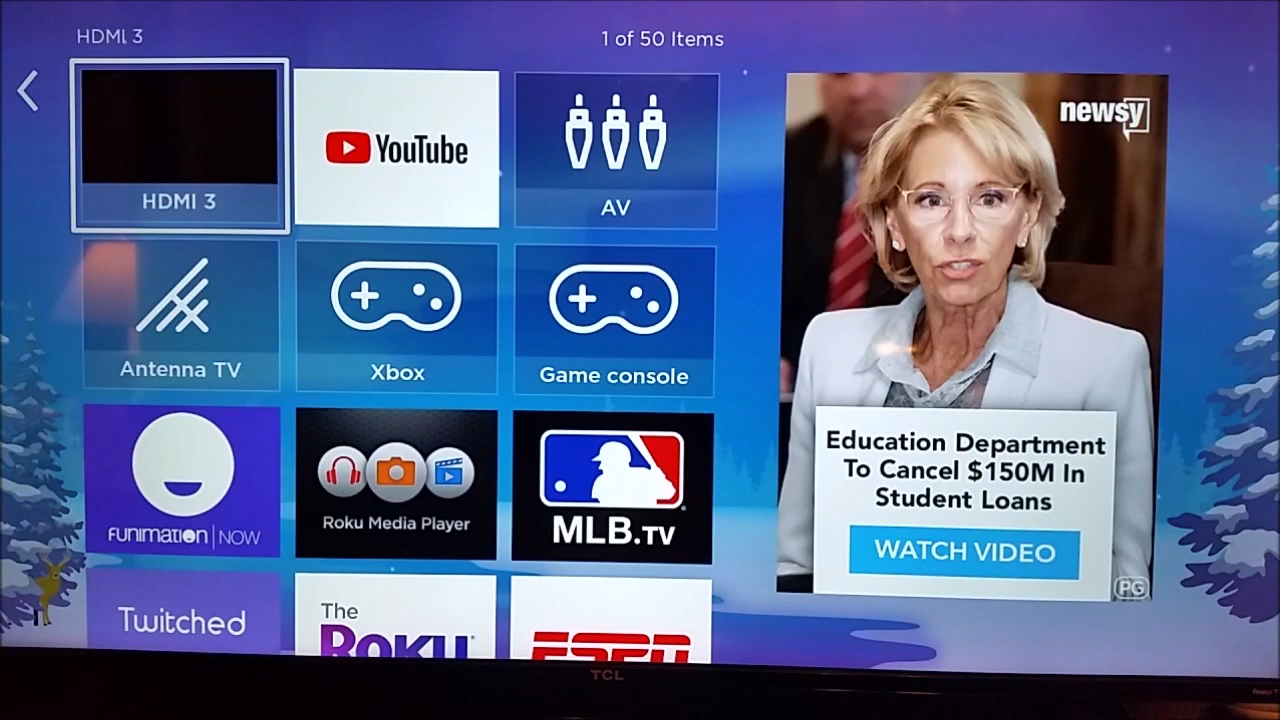 HDMI 3
1 of 50 Items
HDMI 3
YouTube
AV
newsy
Antenna TV
Xbox
Game console
FUNIMATION | NOW
Roku Media Player
MLB.TV
Education Department
To Cancel $150M In
Student Loans
WATCH VIDEO
PG
Twitched
The
Roku
ESPN
TCL